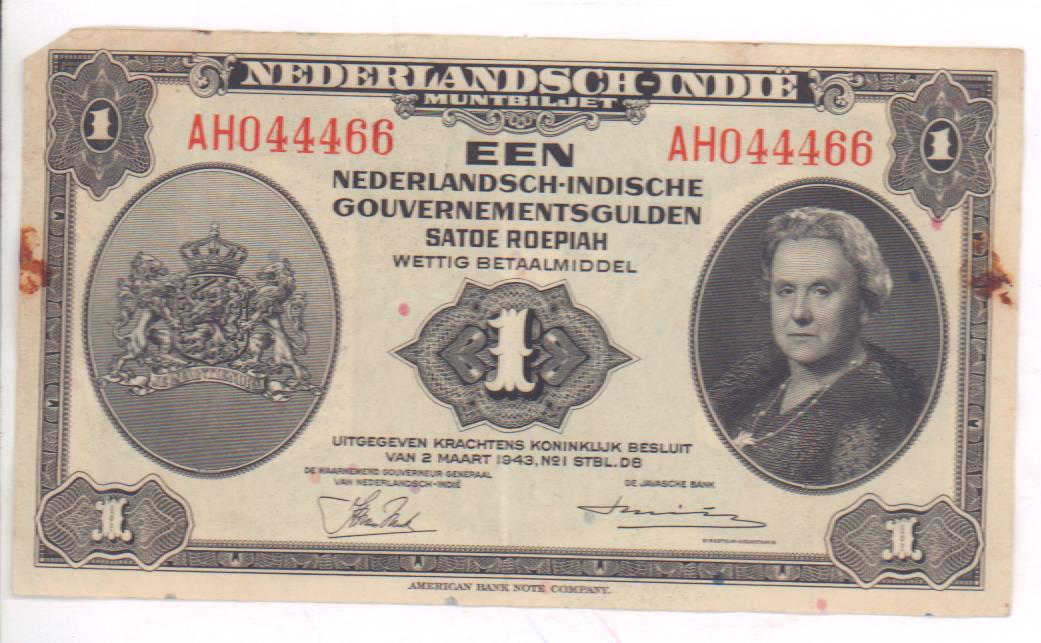 NEDERLANDSCH-INDIË
MUNTBILJET
1
1
AH044466
AH044466
EEN
NEDERLANDSCH-INDISCHE
GOUVERNEMENTSGULDEN
SATOE ROEPIAH
WETTIG BETAALMIDDEL
1
UITGEGEVEN KRACHTENS KONINKLIJK BESLUIT
VAN 2 MAART 1943, No1 STBL. D8
DE WAARNEMEND GOUVERNEUR-GENERAAL
VAN NEDERLANDSCH-INDIË
DE JAVASCHE BANK
1
1
AMERICAN BANK NOTE COMPANY.